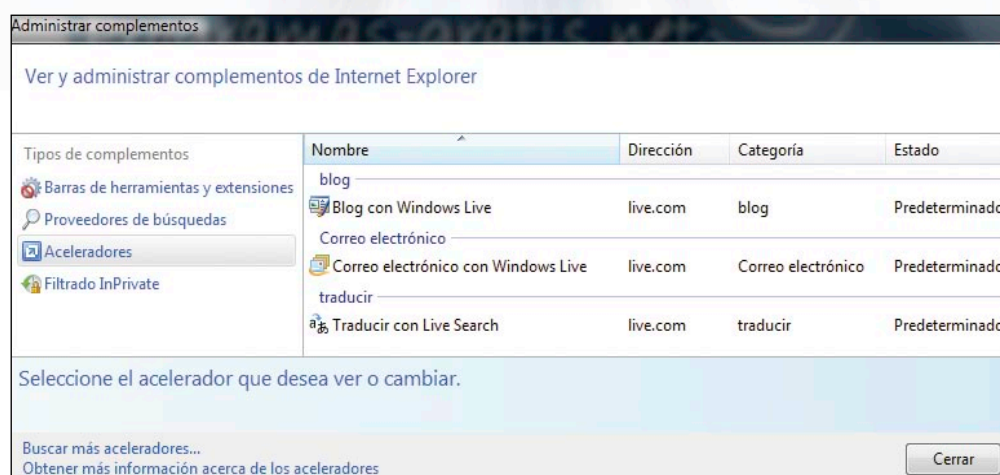 Administrar complementos
Ver y administrar complementos de Internet Explorer
Tipos de complementos
Barras de herramientas y extensiones
Proveedores de búsquedas
Aceleradores
Filtrado InPrivate
Nombre Dirección Categoría Estado
blog
Blog con Windows Live live.com blog Predeterminado
Correo electrónico
Correo electrónico con Windows Live live.com Correo electrónico Predeterminado
traducir
Traducir con Live Search live.com traducir Predeterminado
Seleccione el acelerador que desea ver o cambiar.
Buscar más aceleradores...
Obtener más información acerca de los aceleradores
Cerrar